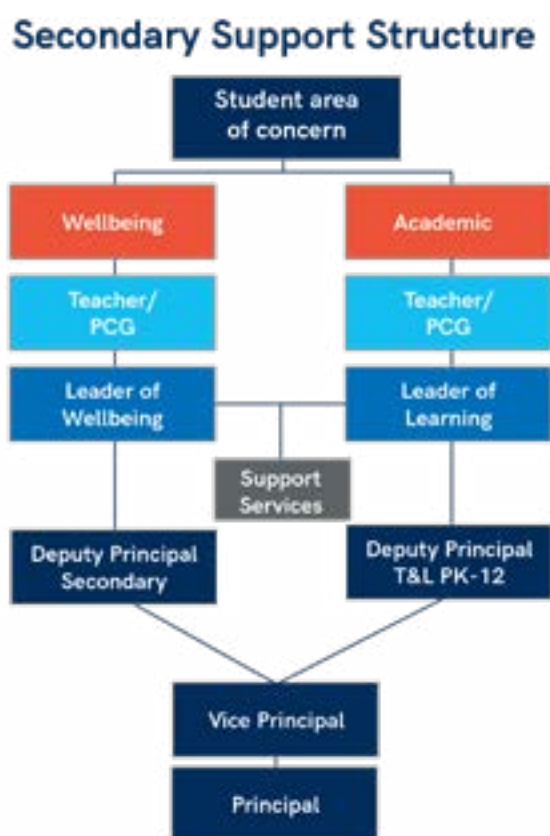 Secondary Support Structure
Student area
of concern
Wellbeing
Academic
Teacher/
PCG
Teacher/
PCG
Leader of
Wellbeing
Leader of
Learning
Support
Services
Deputy Principal
Secondary
Deputy Principal
T&L PK-12
Vice Principal
Principal